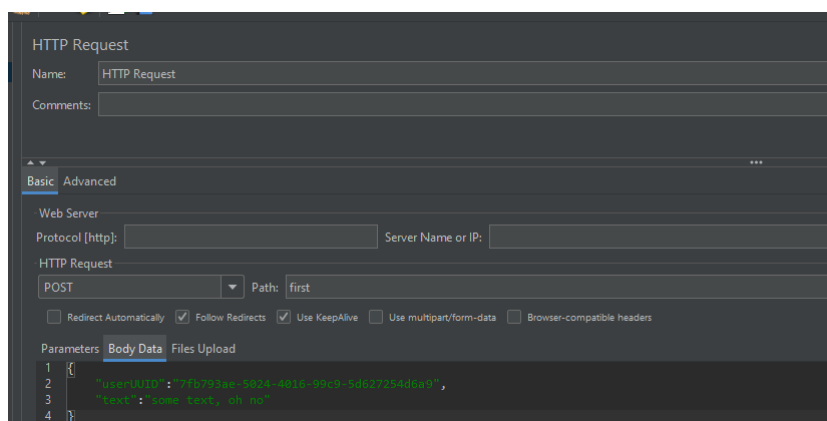 HTTP Request
Name: HTTP Request
Comments:
Basic Advanced
Web Server
Protocol [http]: Server Name or IP:
HTTP Request
POST Path: first
Redirect Automatically Follow Redirects Use KeepAlive Use multipart/form-data Browser-compatible headers
Parameters Body Data Files Upload
1 {
2 "userUUID":"7fb793ae-5024-4016-99c9-5d627254d6a9",
3 "text":"some text, oh no"
4 }